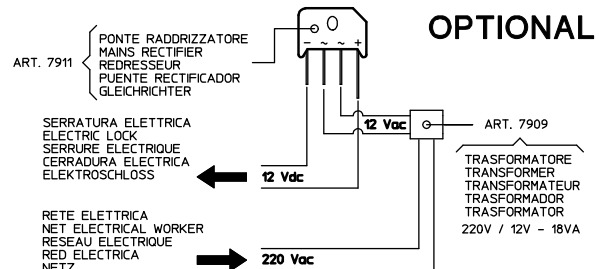 OPTIONAL
PONTE RADDRIZZATORE
MAINS RECTIFIER
ART. 7911
REDRESSEUR
PUENTE RECTIFICADOR
GLEICHRICHTER
- ~ ~ +
SERRATURA ELETTRICA
ELECTRIC LOCK
SERRURE ELECTRIQUE
CERRADURA ELECTRICA
ELEKTROSCHLOSS
12 Vac
ART. 7909
12 Vdc
TRASFORMATORE
TRANSFORMER
TRANSFORMATEUR
TRASFORMADOR
TRASFORMATOR
220V / 12V - 18VA
RETE ELETTRICA
NET ELECTRICAL WORKER
RESEAU ELECTRIQUE
RED ELECTRICA
NETZ
220 Vac